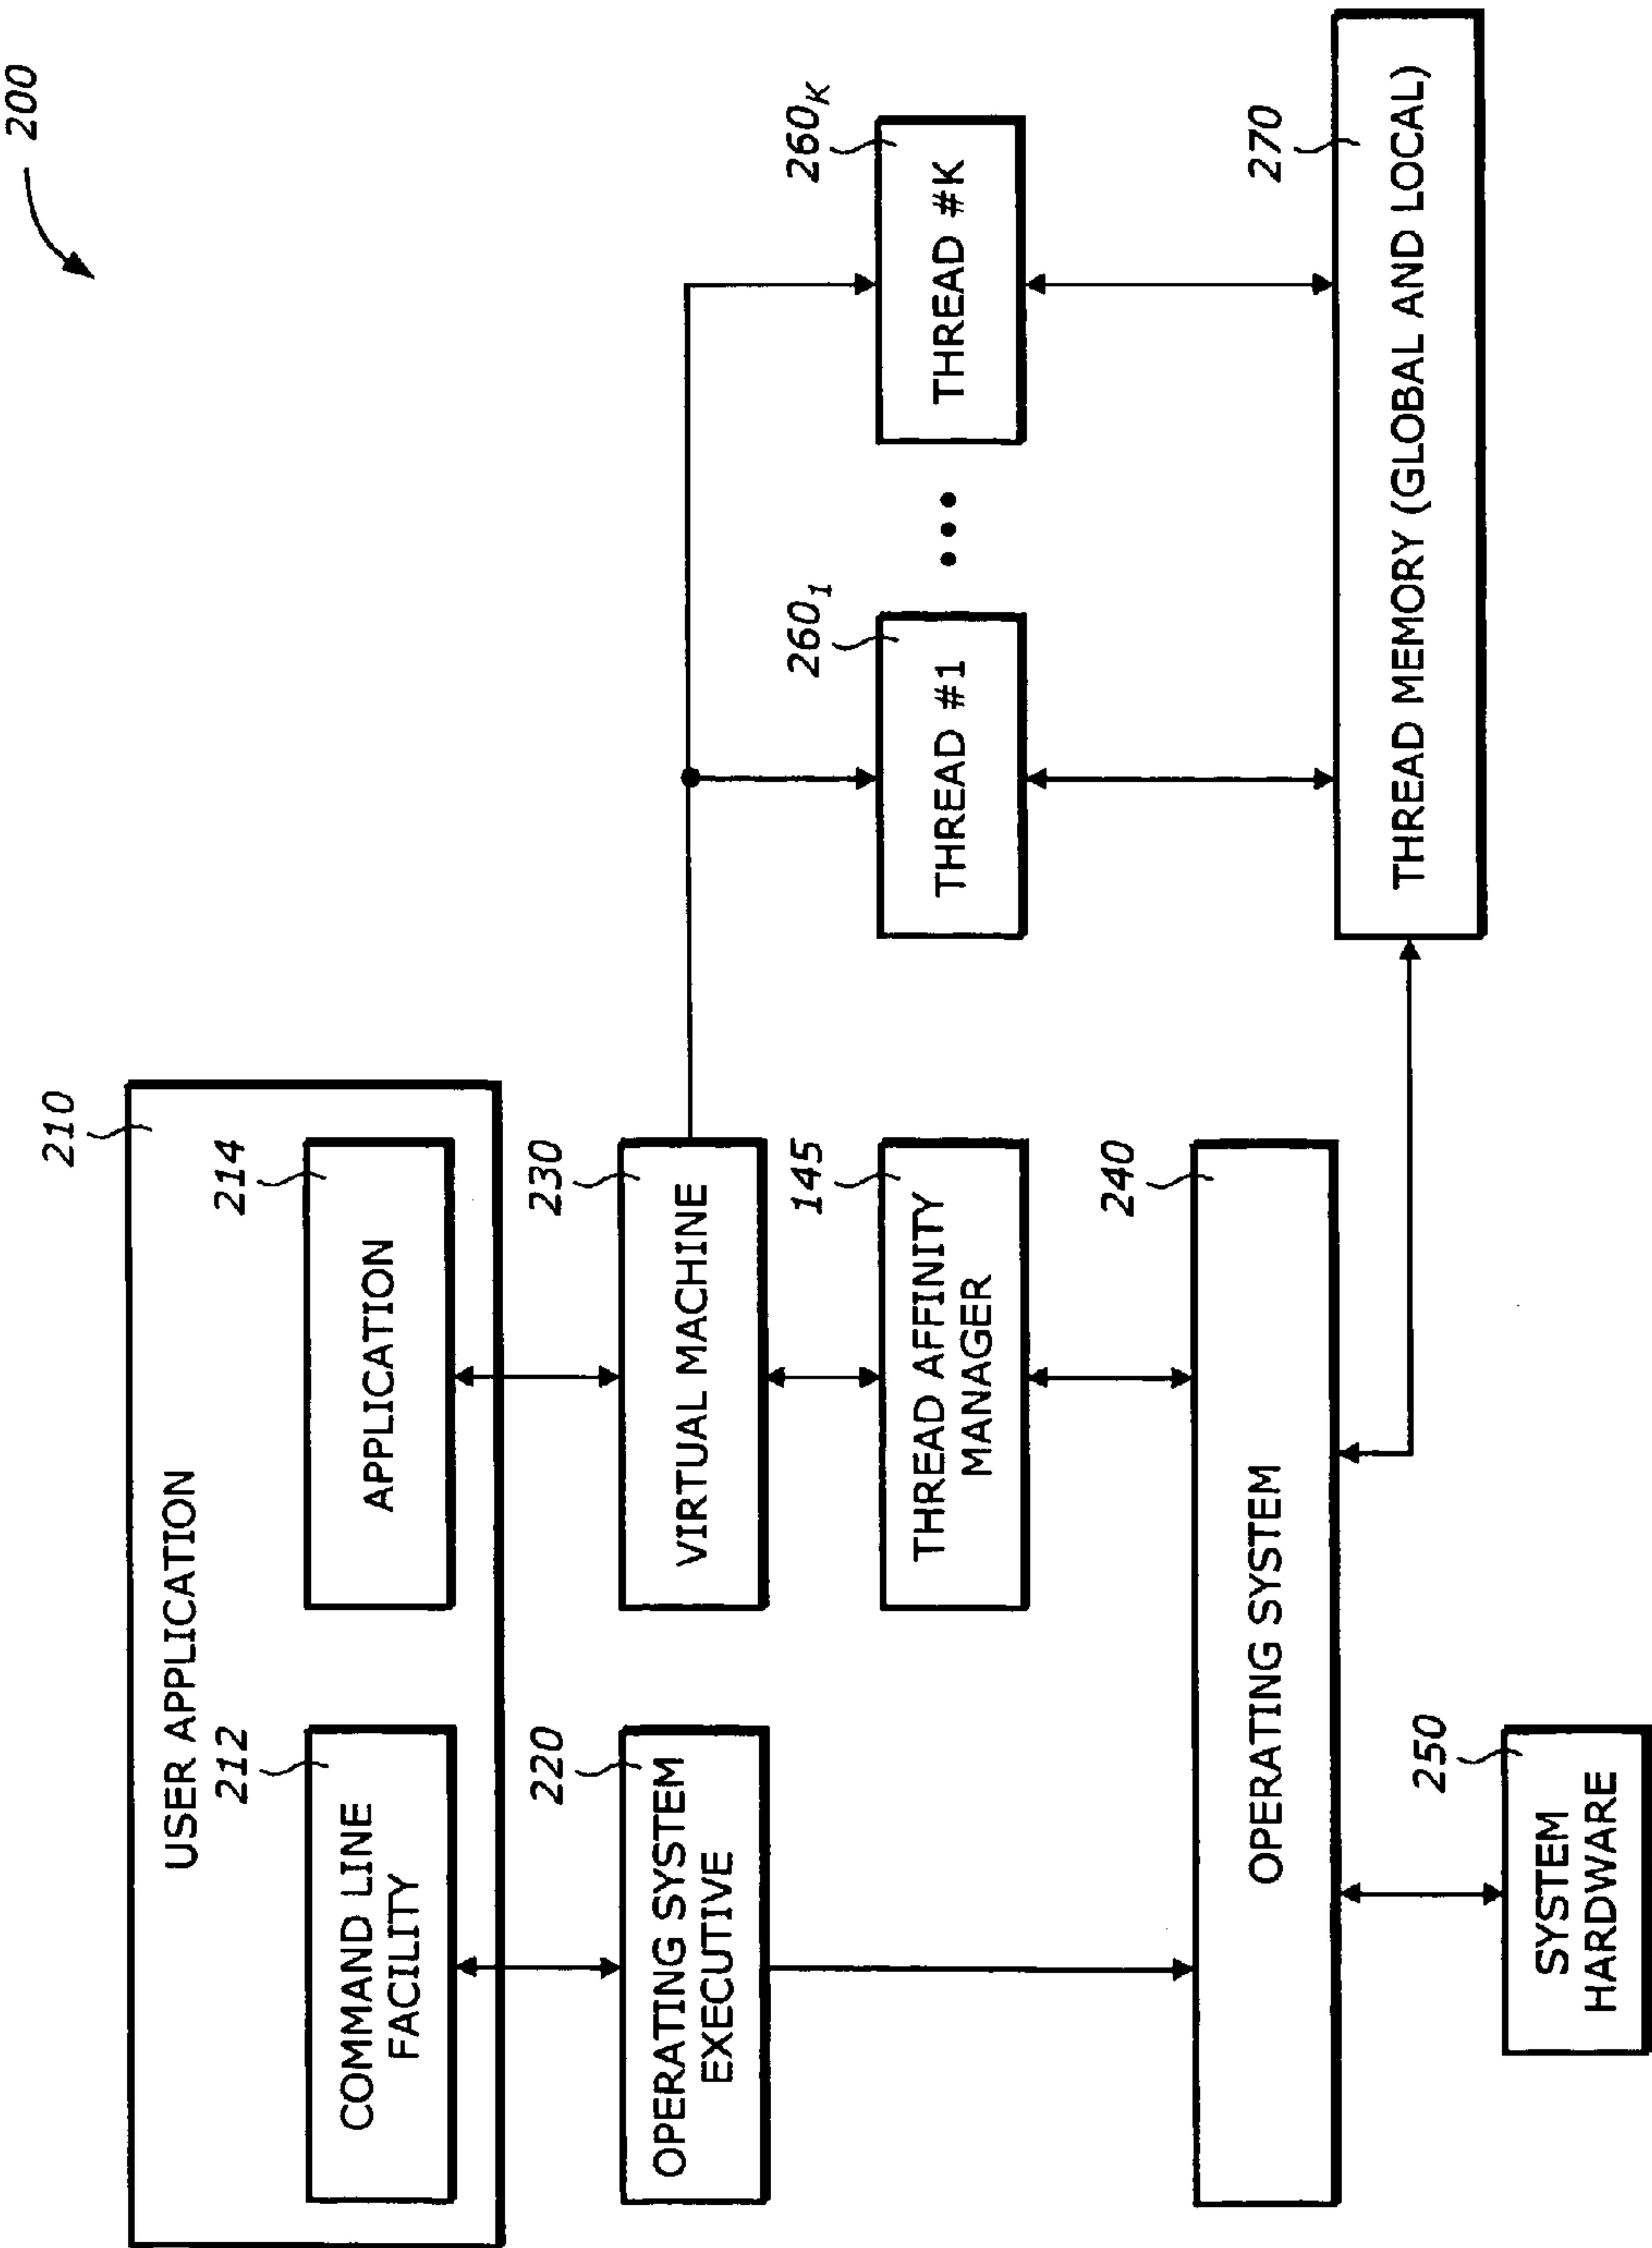 200
210
USER APPLICATION
212
COMMAND LINE
FACILITY
214
APPLICATION
220
OPERATING SYSTEM
EXECUTIVE
230
VIRTUAL MACHINE
260₁
THREAD #1
260ₖ
THREAD #K
145
THREAD AFFINITY
MANAGER
240
OPERATING SYSTEM
270
THREAD MEMORY (GLOBAL AND LOCAL)
250
SYSTEM
HARDWARE